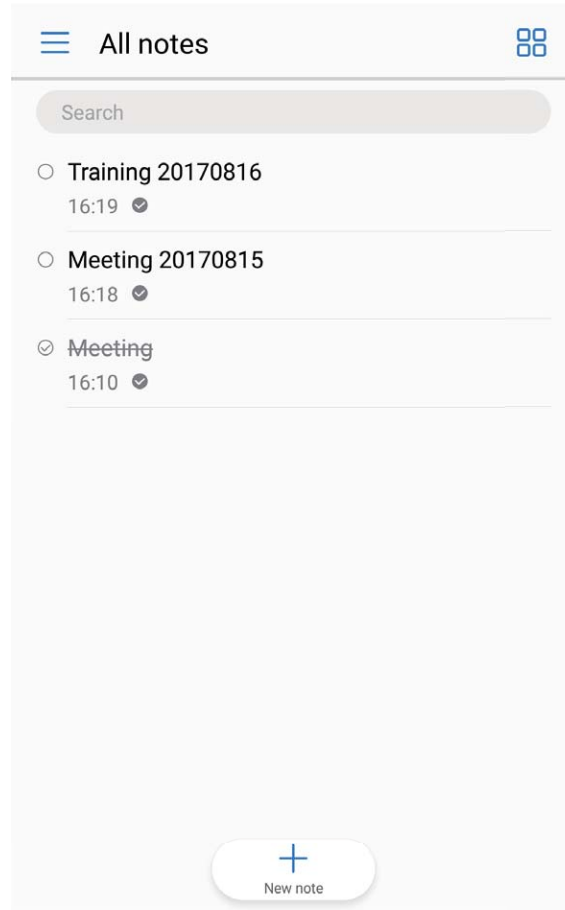 All notes
Search
Training 20170816
16:19
Meeting 20170815
16:18
Meeting
16:10
New note